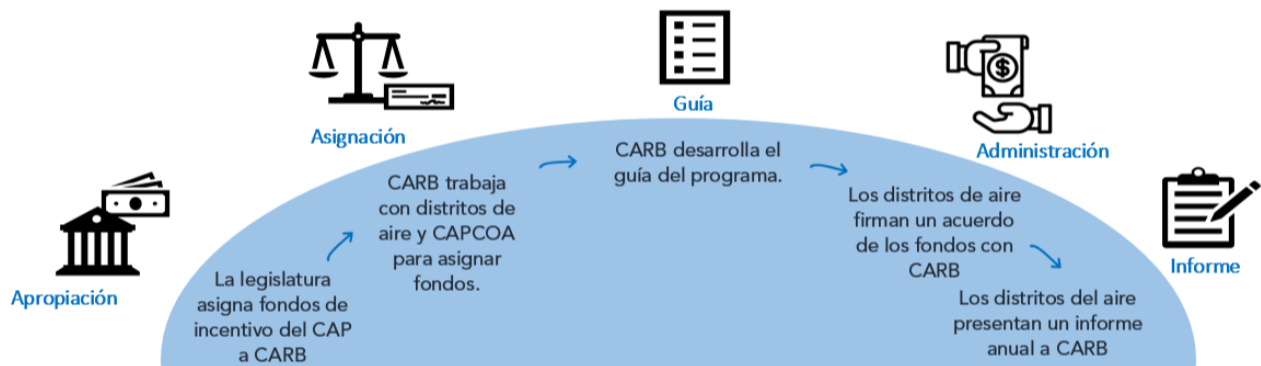 Apropiación
La legislatura
asigna fondos de
incentivo del CAP
a CARB
Asignación
CARB trabaja
con distritos de
aire y CAPCOA
para asignar
fondos.
Guía
CARB desarrolla el
guía del programa.
Administración
Los distritos de aire
firman un acuerdo
de los fondos con
CARB
Informe
Los distritos del aire
presentan un informe
anual a CARB